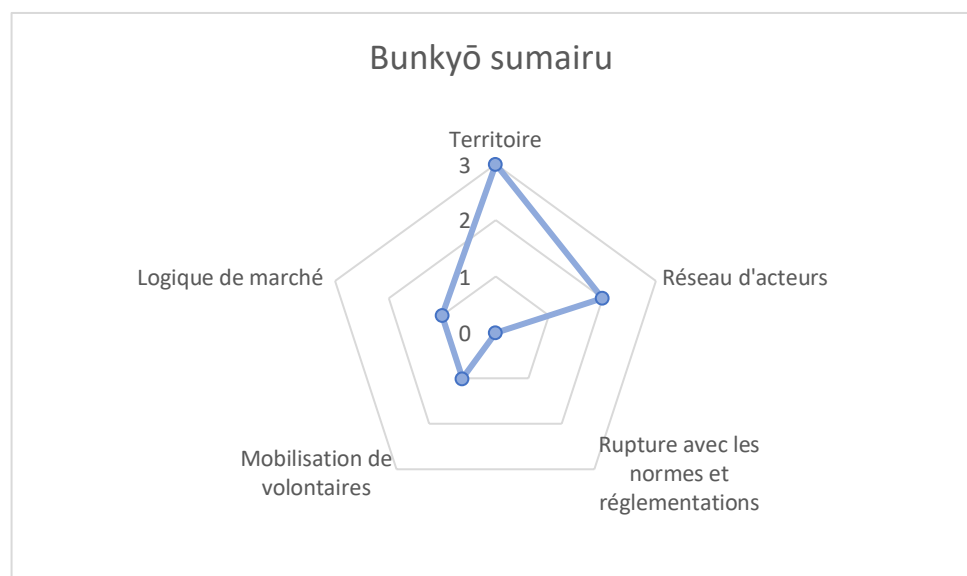 Bunkyō sumairu
Territoire
3
2
1
0
Réseau d'acteurs
Rupture avec les
normes et
réglementations
Mobilisation de
volontaires
Logique de marché